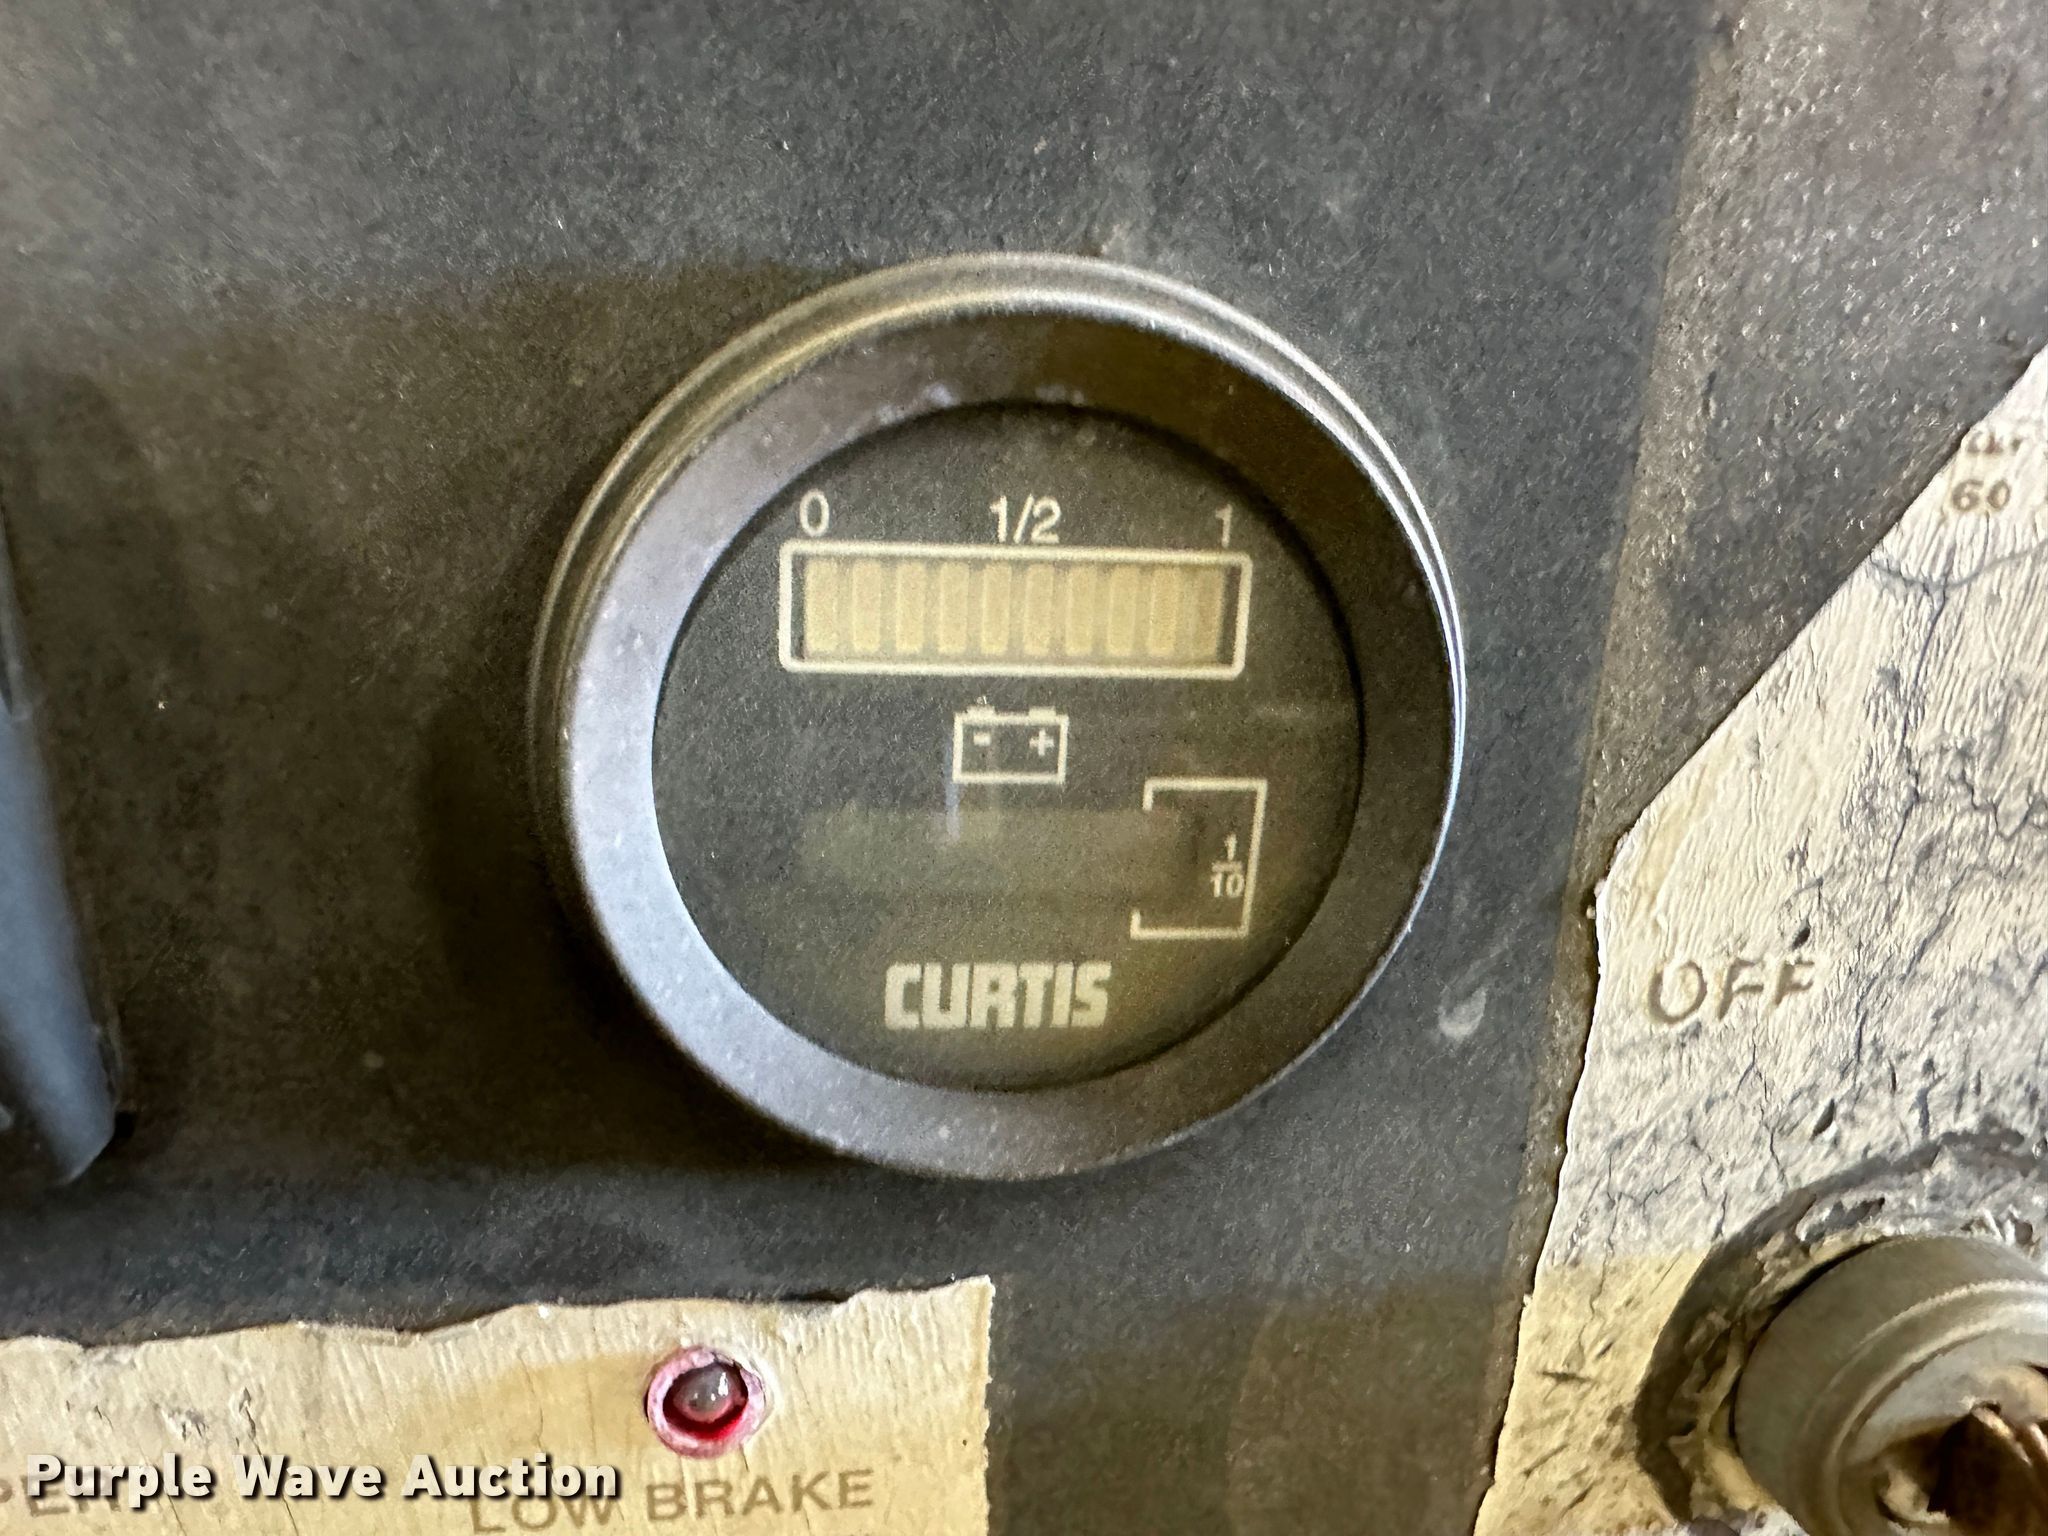 0 1/2 1
- +
1
10
CURTIS
60
OFF
LOW BRAKE
Purple Wave Auction